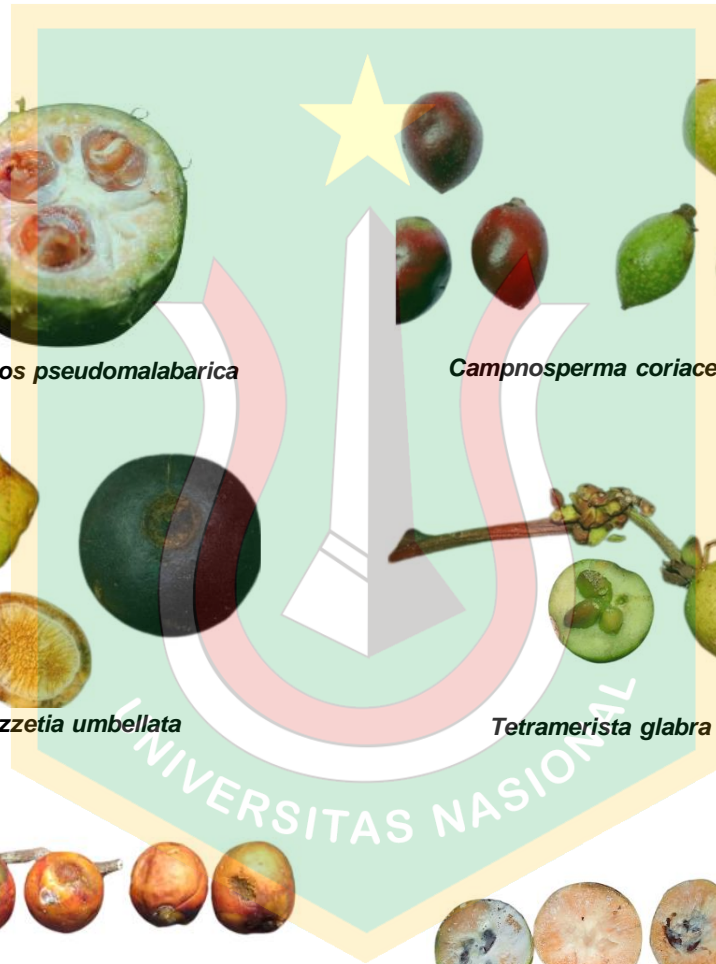 os pseudomalabarica
Campnosperma coriace
zzetia umbellata
Tetramerista glabra
UNIVERSITAS NASIONAL